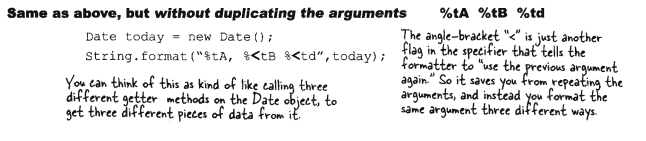 Same as above, but without duplicating the arguments %tA %tB %td
Date today = new Date();
String.format("%tA, %<tB %<td",today);
You can think of this as kind of like calling three
different getter methods on the Date object, to
get three different pieces of data from it.
The angle-bracket "<" is just another
flag in the specifier that tells the
formatter to "use the previous argument
again." So it saves you from repeating the
arguments, and instead you format the
same argument three different ways.